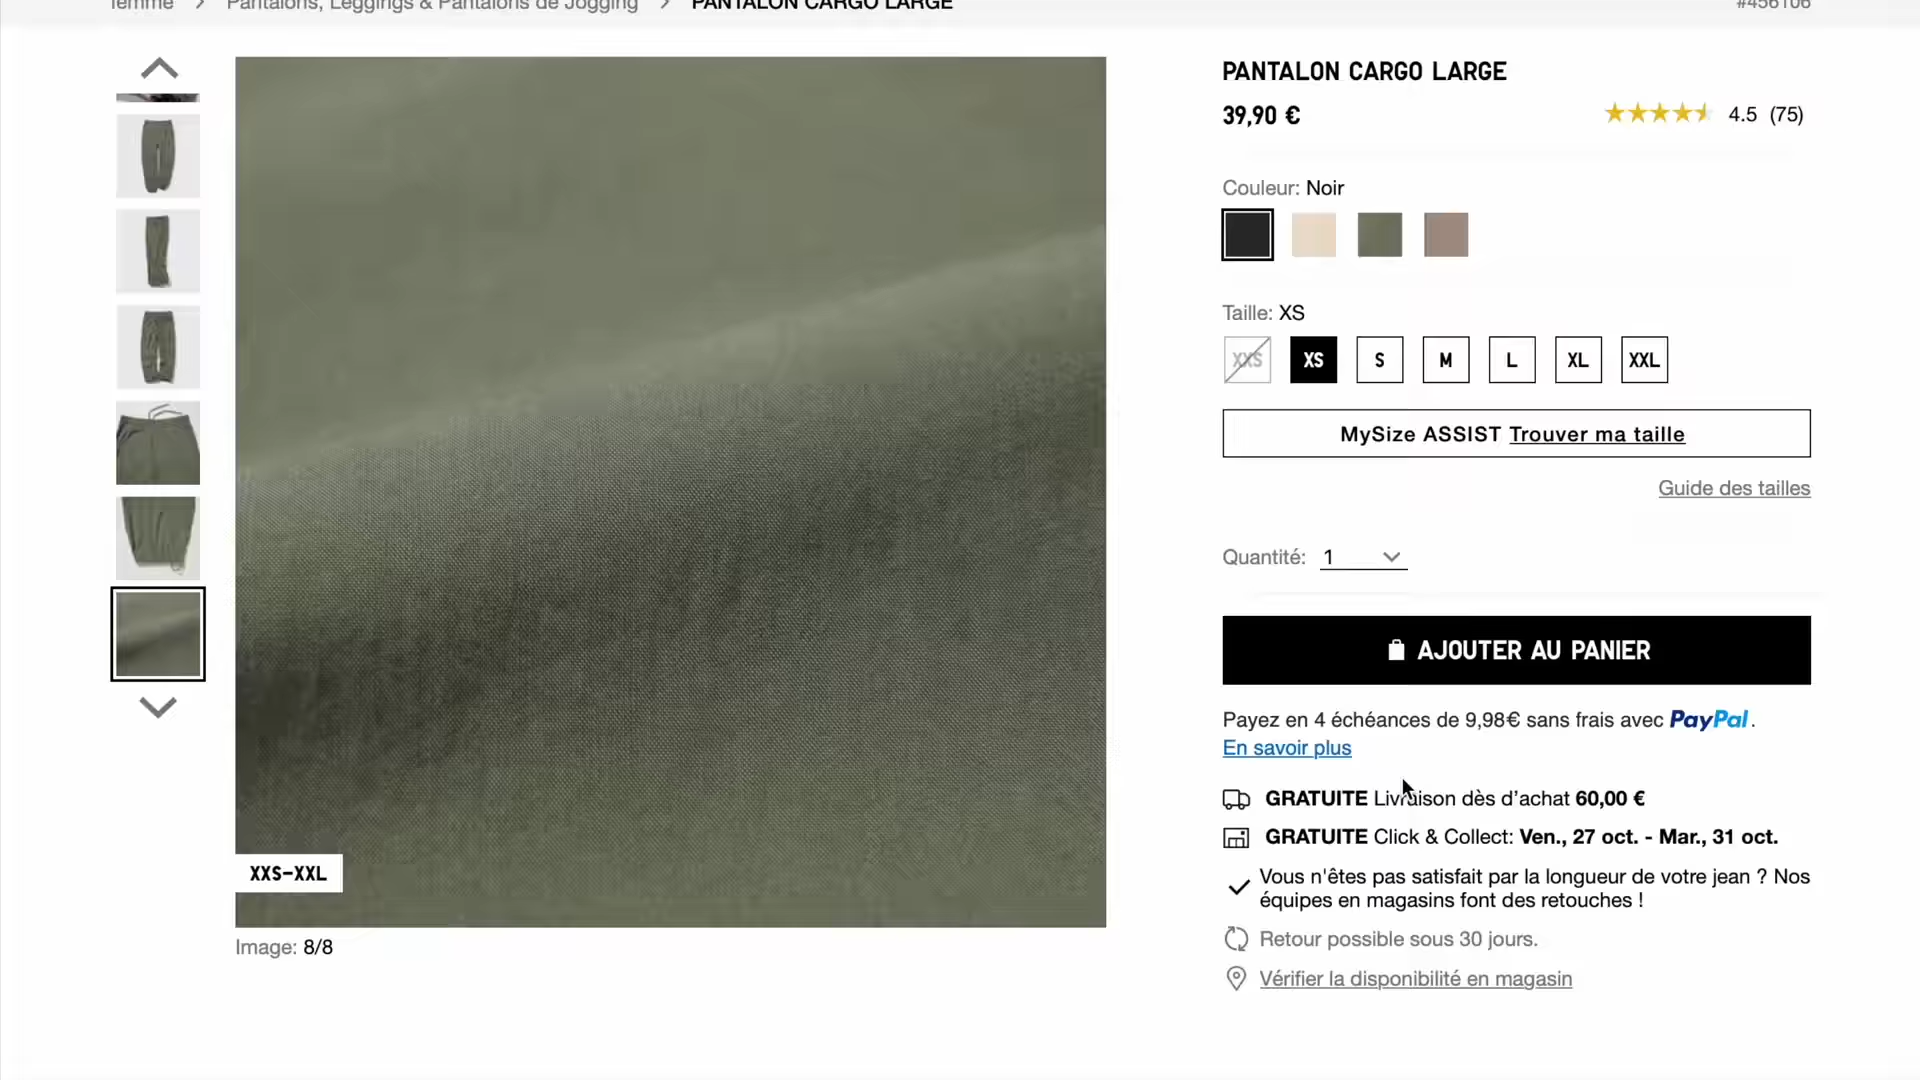 femme > Pantalons, Leggings & Pantalons de Jogging > PANTALON CARGO LARGE
#456106
PANTALON CARGO LARGE
39,90 €
4.5 (75)
Couleur: Noir
Taille: XS
XXS XS S M L XL XXL
MySize ASSIST Trouver ma taille
Guide des tailles
Quantité: 1
AJOUTER AU PANIER
Payez en 4 échéances de 9,98€ sans frais avec PayPal.
En savoir plus
GRATUITE Livraison dès d’achat 60,00 €
GRATUITE Click & Collect: Ven., 27 oct. - Mar., 31 oct.
Vous n'êtes pas satisfait par la longueur de votre jean ? Nos
équipes en magasins font des retouches !
Retour possible sous 30 jours.
Vérifier la disponibilité en magasin
XXS-XXL
Image: 8/8